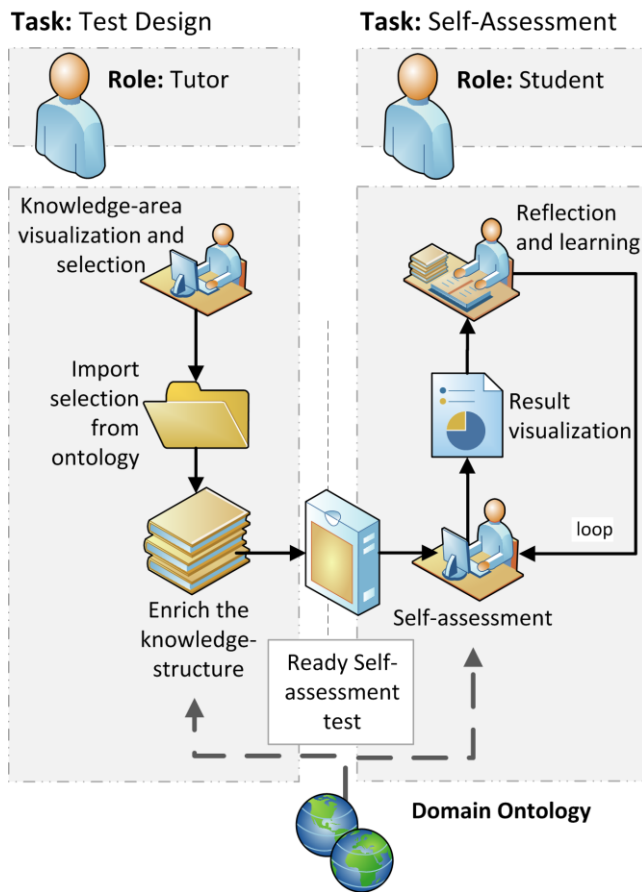 Task: Test Design
Role: Tutor
Knowledge-area
visualization and
selection
Import
selection
from
ontology
Enrich the
knowledge-
structure
Ready Self-
assessment
test
Task: Self-Assessment
Role: Student
Reflection
and learning
Result
visualization
loop
Self-assessment
Domain Ontology